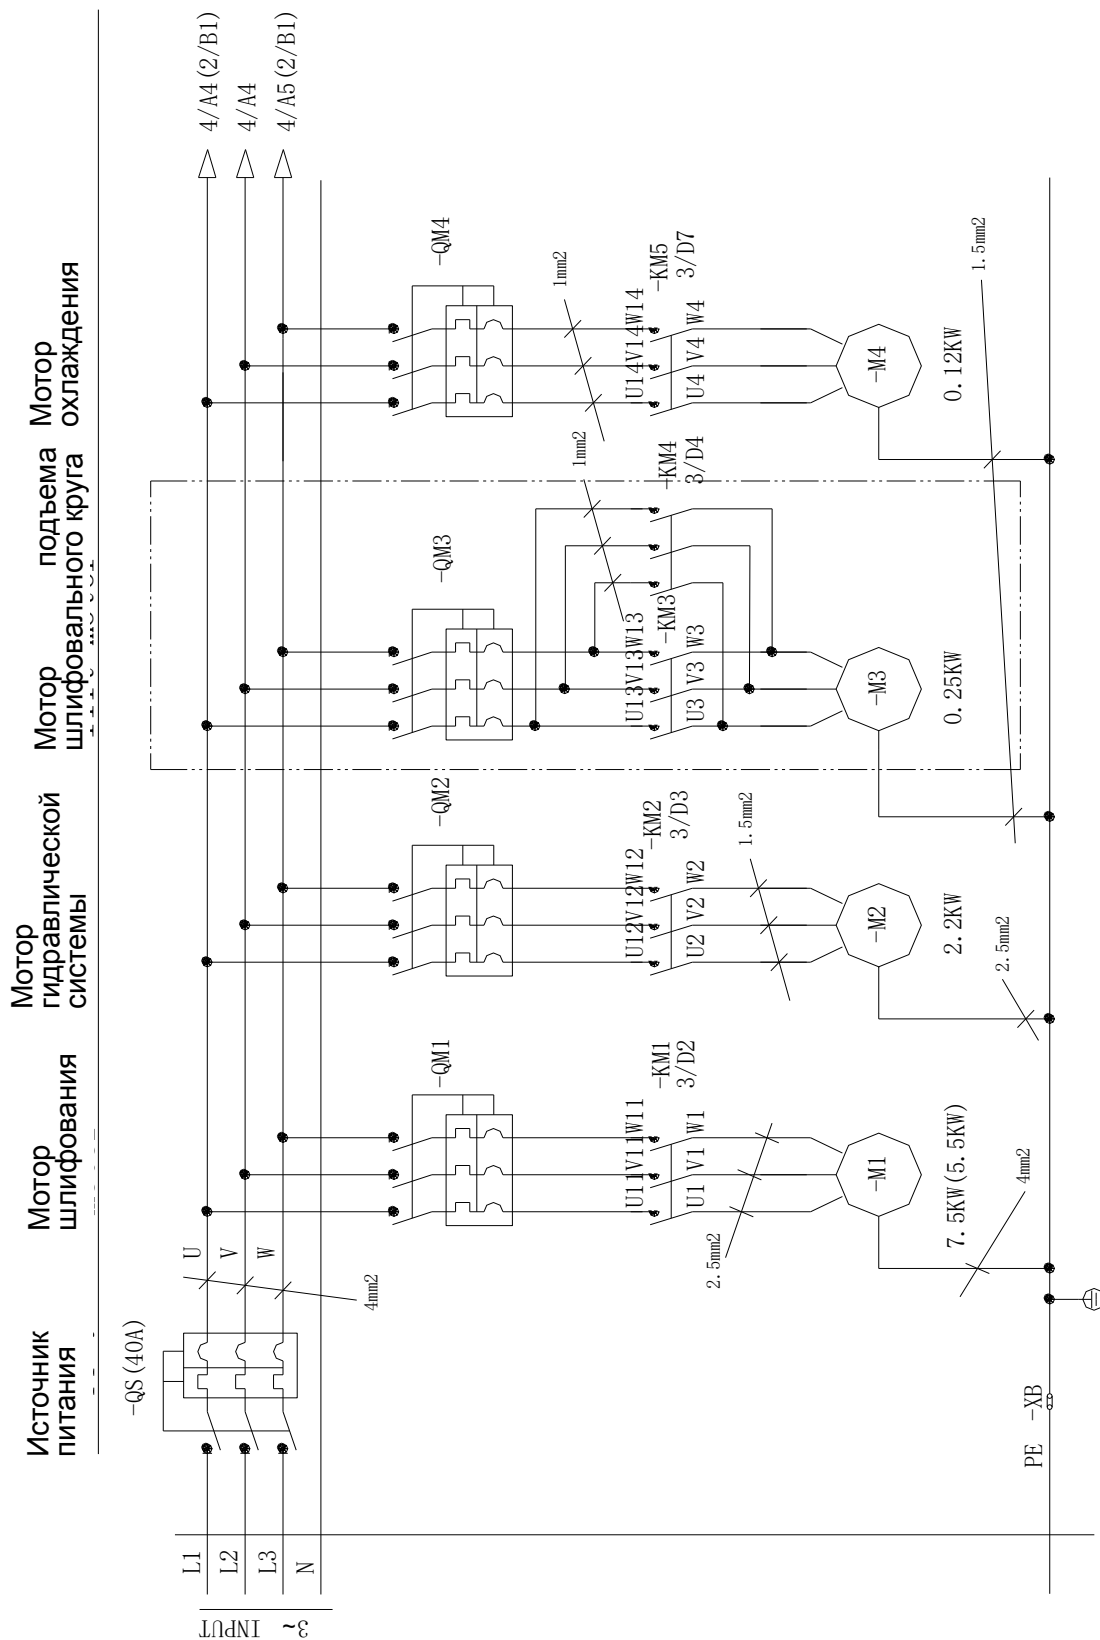 Источник
питания
Мотор
шлифования
Мотор
гидравлической
системы
Мотор подъема
шлифовального круга
Мотор
охлаждения
3~ INPUT
L1
L2
L3
N
-QS(40A)
U
V
W
4mm2
4/A4(2/B1)
4/A4
4/A5(2/B1)
-QM1
-QM2
-QM3
-QM4
U11V11W11
-KM1
3/D2
U1 V1 W1
2.5mm2
-M1
7.5KW(5.5KW)
4mm2
U12V12W12
-KM2
3/D3
U2 V2 W2
1.5mm2
-M2
2.2KW
2.5mm2
1mm2
U13V13W13
-KM3
-KM4
3/D4
U3 V3 W3
-M3
0.25KW
1mm2
U14V14W14
-KM5
3/D7
U4 V4 W4
-M4
0.12KW
1.5mm2
PE -XB